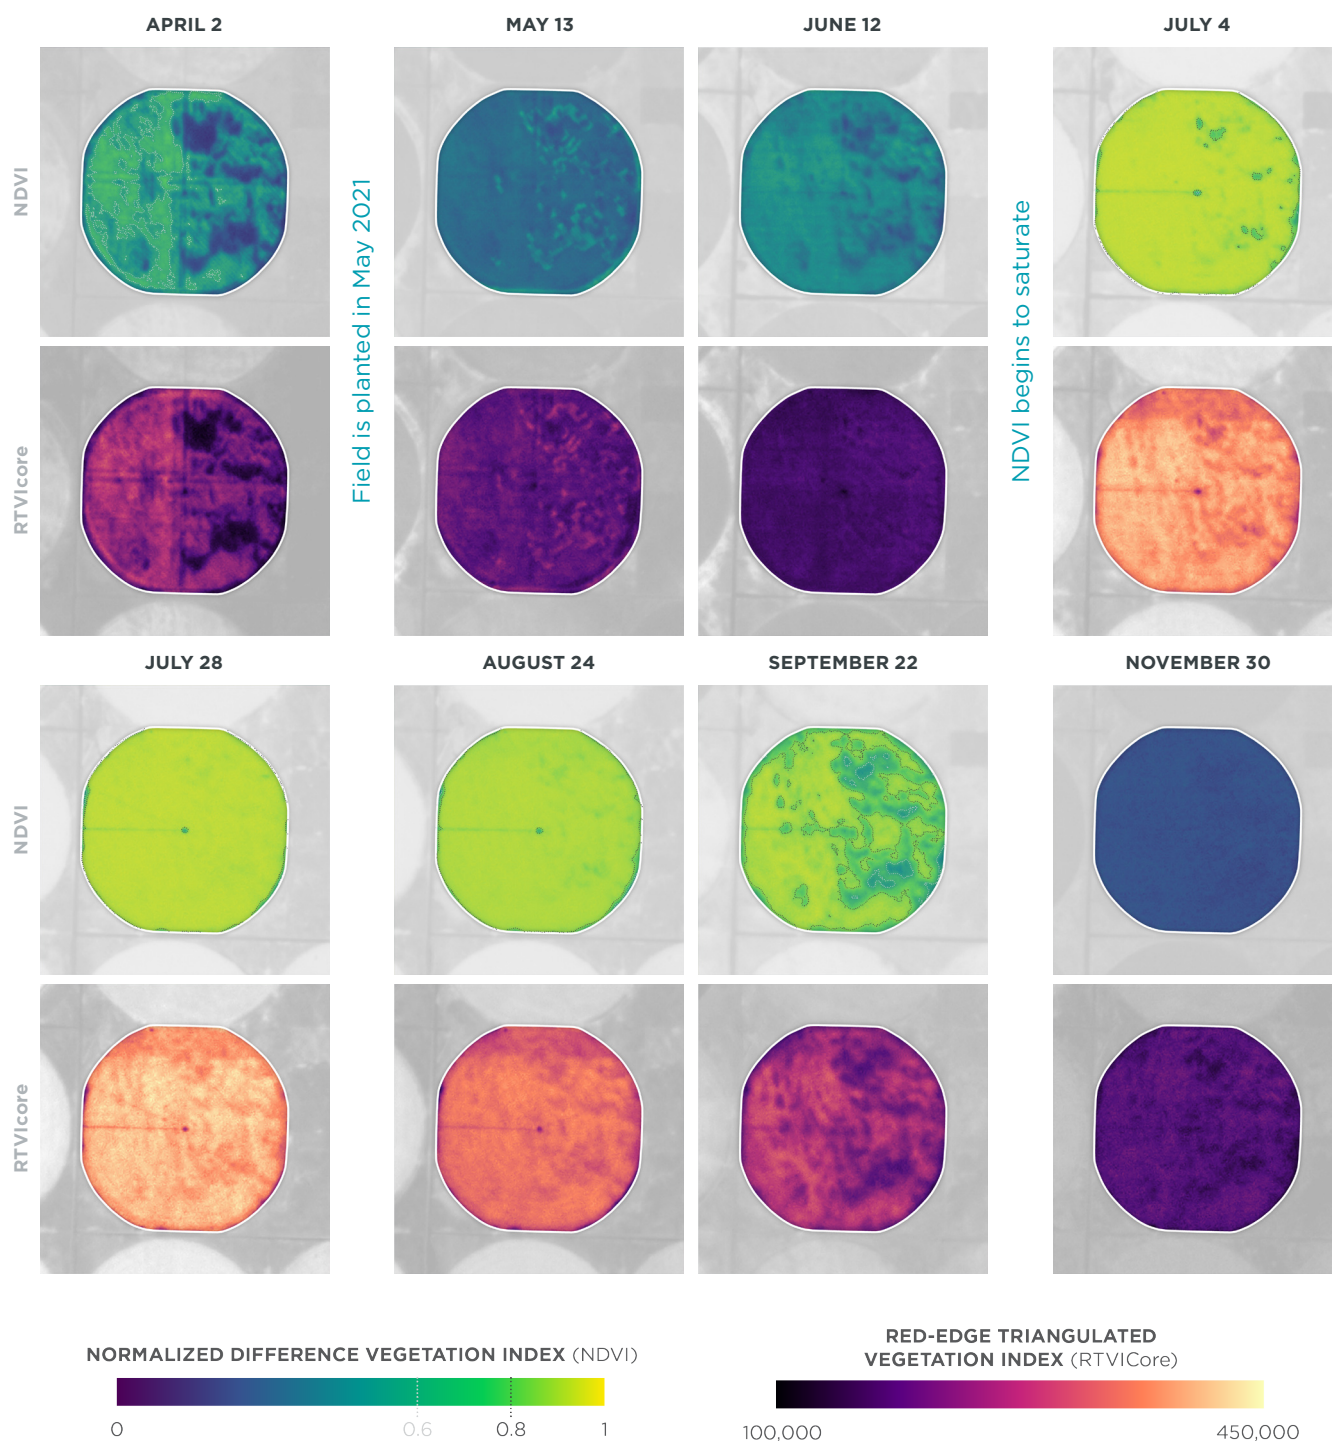 APRIL 2
MAY 13
JUNE 12
JULY 4
NDVI
Field is planted in May 2021
NDVI begins to saturate
RTVIcore
JULY 28
AUGUST 24
SEPTEMBER 22
NOVEMBER 30
NDVI
RTVIcore
NORMALIZED DIFFERENCE VEGETATION INDEX (NDVI)
0
0.6
0.8
1
RED-EDGE TRIANGULATED
VEGETATION INDEX (RTVICore)
100,000
450,000